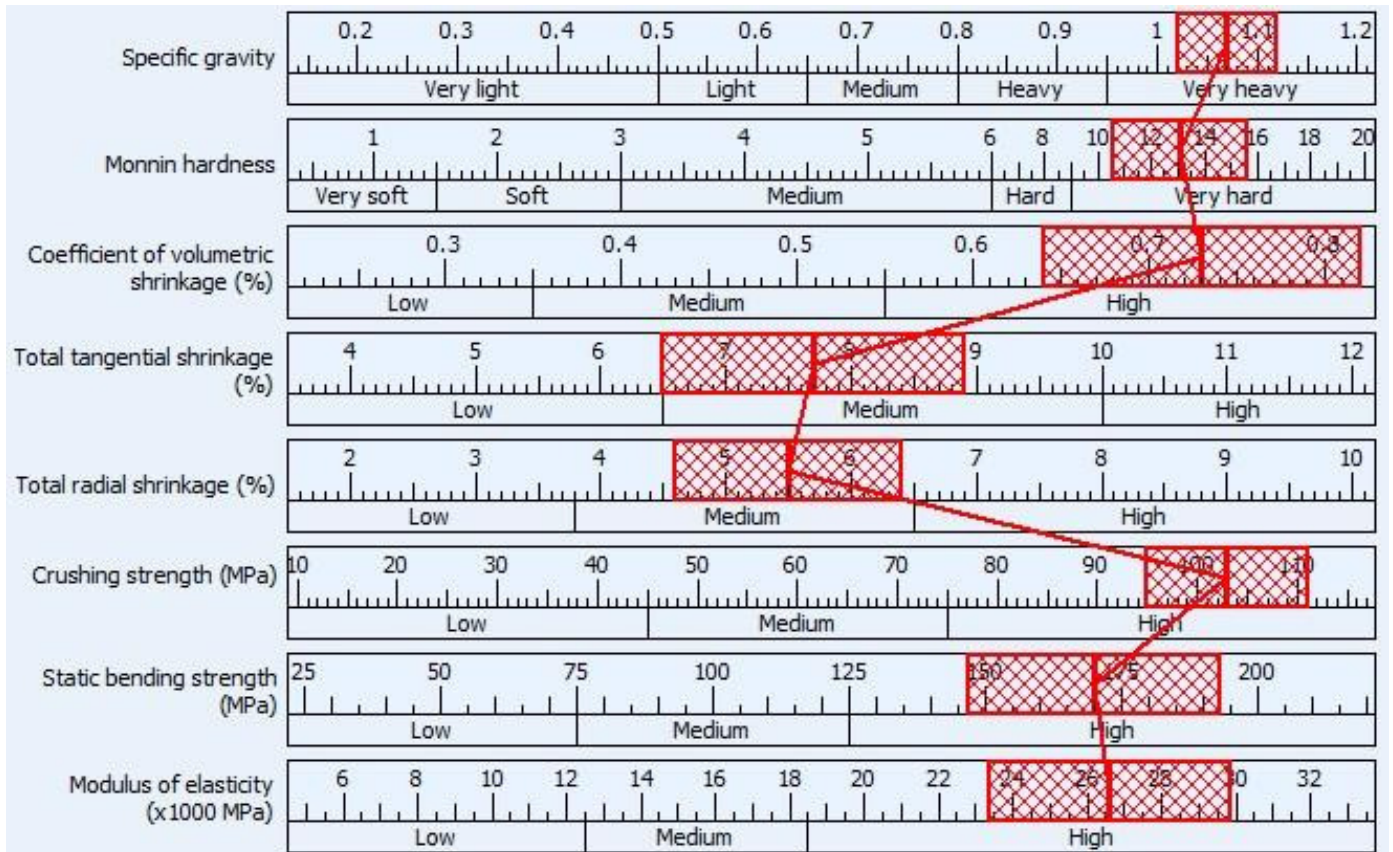 0.2 0.3 0.4 0.5 0.6 0.7 0.8 0.9 1 1.1 1.2
Specific gravity
Very light Light Medium Heavy Very heavy
1 2 3 4 5 6 8 10 12 14 16 18 20
Monnin hardness
Very soft Soft Medium Hard Very hard
0.3 0.4 0.5 0.6 0.7 0.8
Coefficient of volumetric
shrinkage (%)
Low Medium High
4 5 6 7 8 9 10 11 12
Total tangential shrinkage
(%)
Low Medium High
2 3 4 5 6 7 8 9 10
Total radial shrinkage (%)
Low Medium High
10 20 30 40 50 60 70 80 90 100 110
Crushing strength (MPa)
Low Medium High
25 50 75 100 125 150 175 200
Static bending strength
(MPa)
Low Medium High
6 8 10 12 14 16 18 20 22 24 26 28 30 32
Modulus of elasticity
(x1000 MPa)
Low Medium High